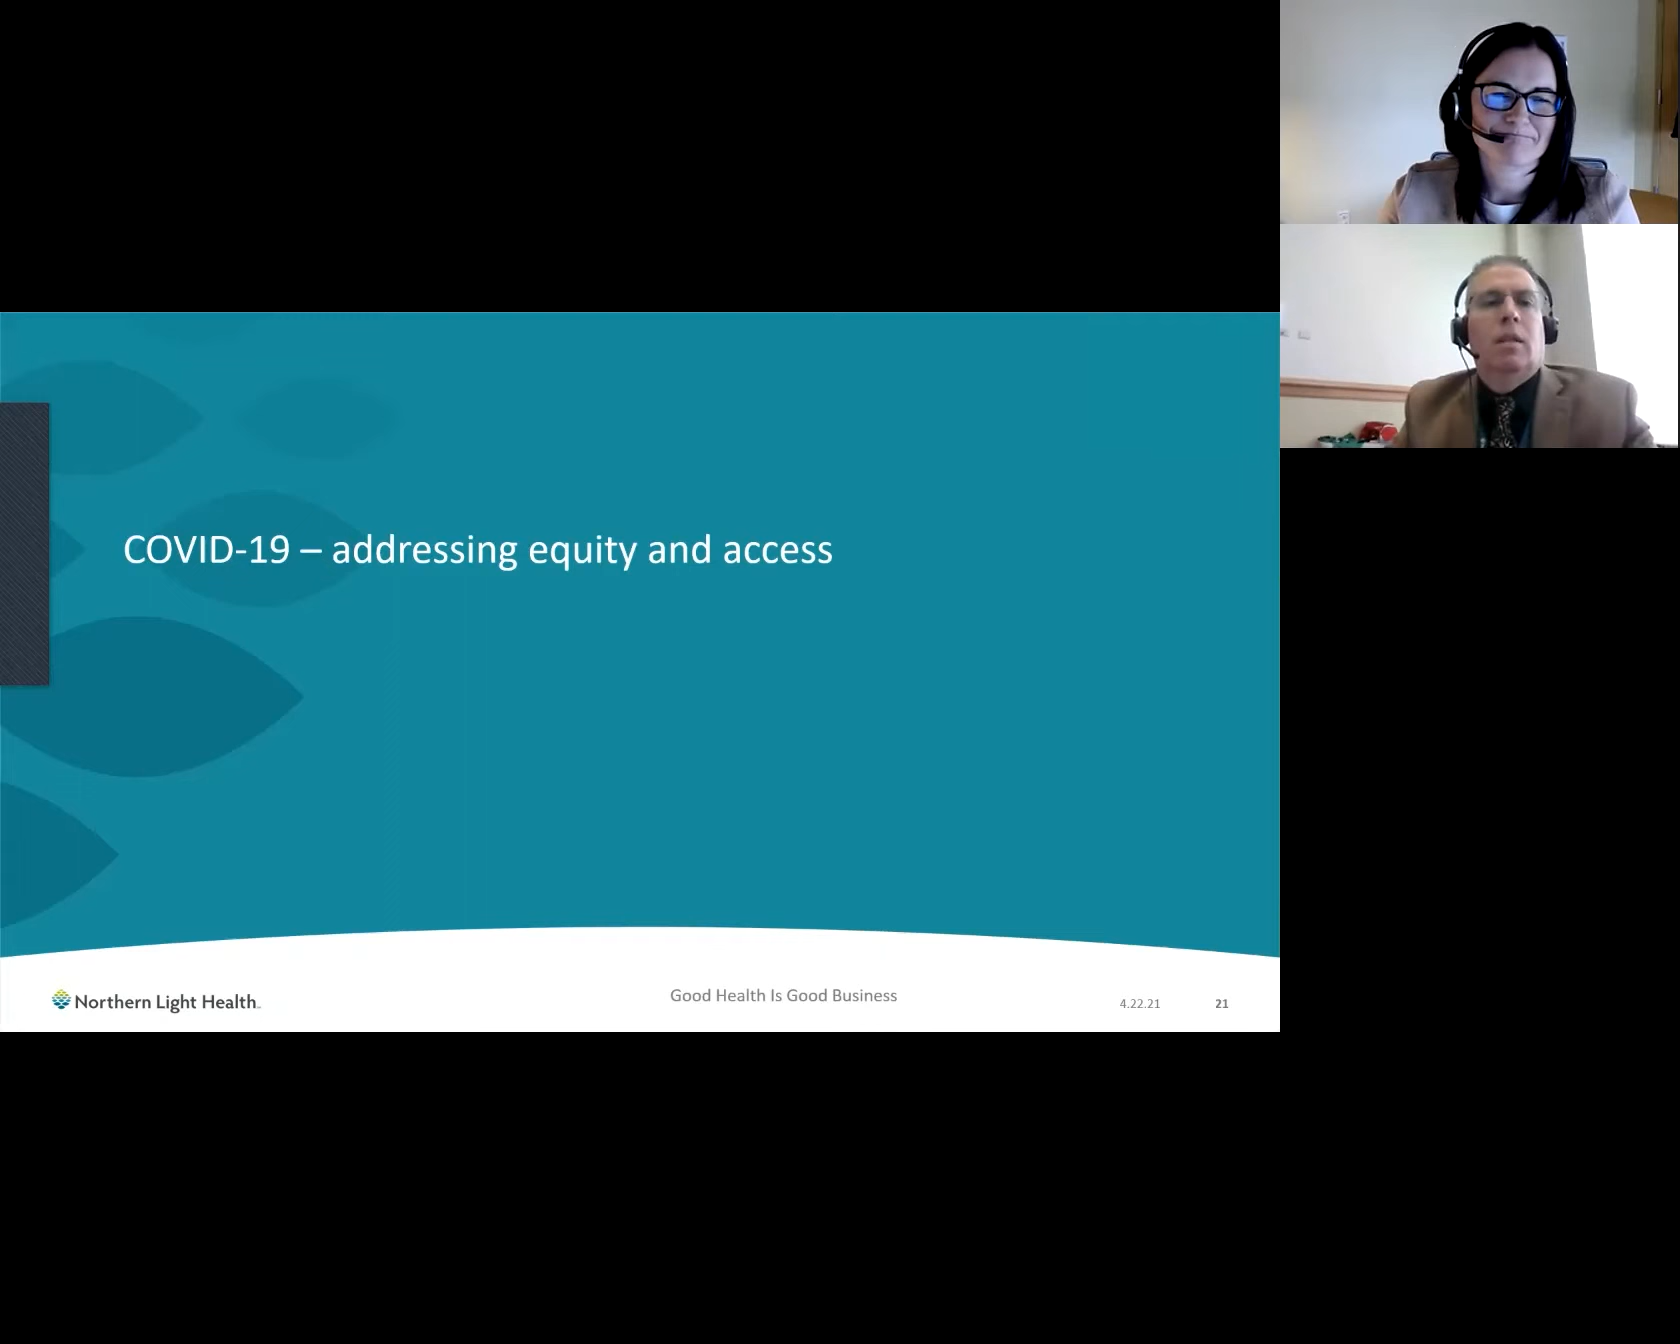 COVID-19 – addressing equity and access
Northern Light Health
Good Health Is Good Business
4.22.21
21